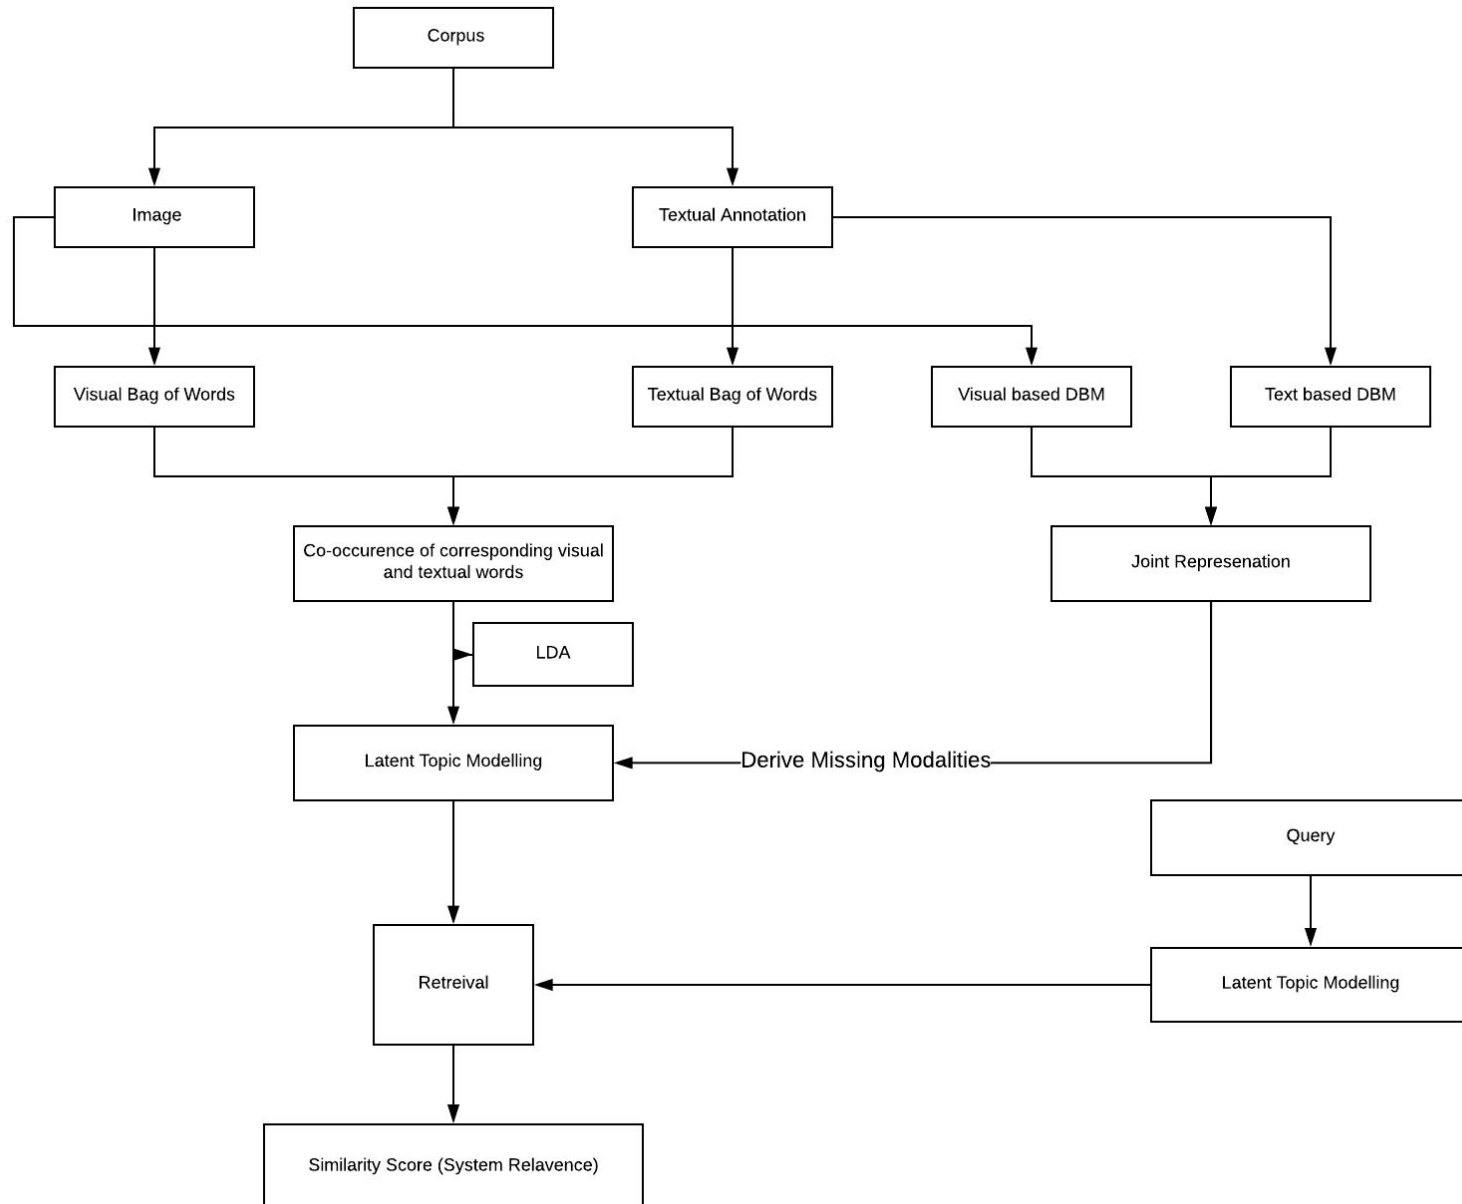 Corpus
Image
Textual Annotation
Visual Bag of Words
Textual Bag of Words
Visual based DBM
Text based DBM
Co-occurence of corresponding visual
and textual words
Joint Represenation
LDA
Latent Topic Modelling
Derive Missing Modalities
Query
Retreival
Latent Topic Modelling
Similarity Score (System Relavence)